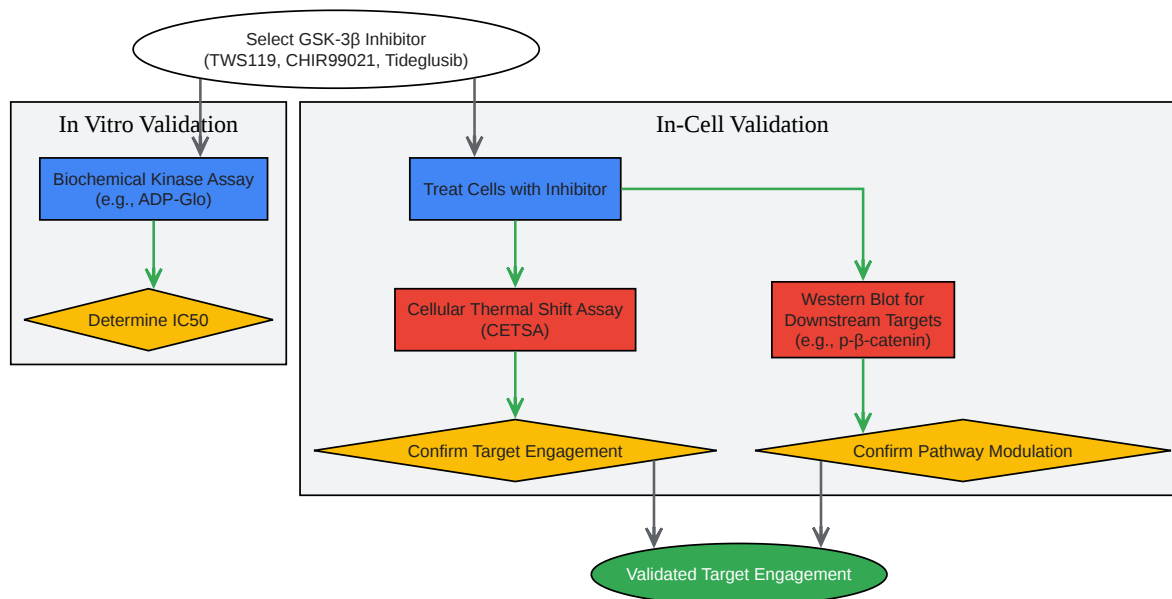 Select GSK-3β Inhibitor
(TWS119, CHIR99021, Tideglusib)
In Vitro Validation
In-Cell Validation
Biochemical Kinase Assay
(e.g., ADP-Glo)
Treat Cells with Inhibitor
Determine IC50
Cellular Thermal Shift Assay
(CETSA)
Western Blot for
Downstream Targets
(e.g., p-β-catenin)
Confirm Target Engagement
Confirm Pathway Modulation
Validated Target Engagement